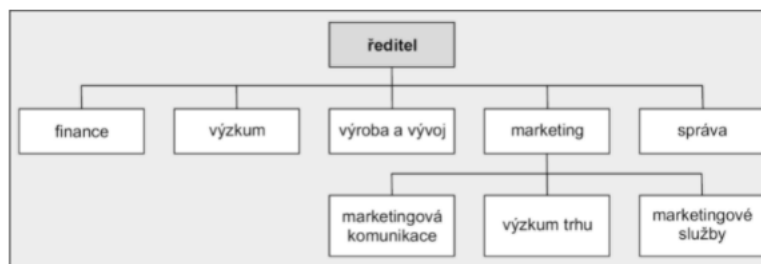 ředitel
finance
výzkum
výroba a vývoj
marketing
správa
marketingová
komunikace
výzkum trhu
marketingové
služby